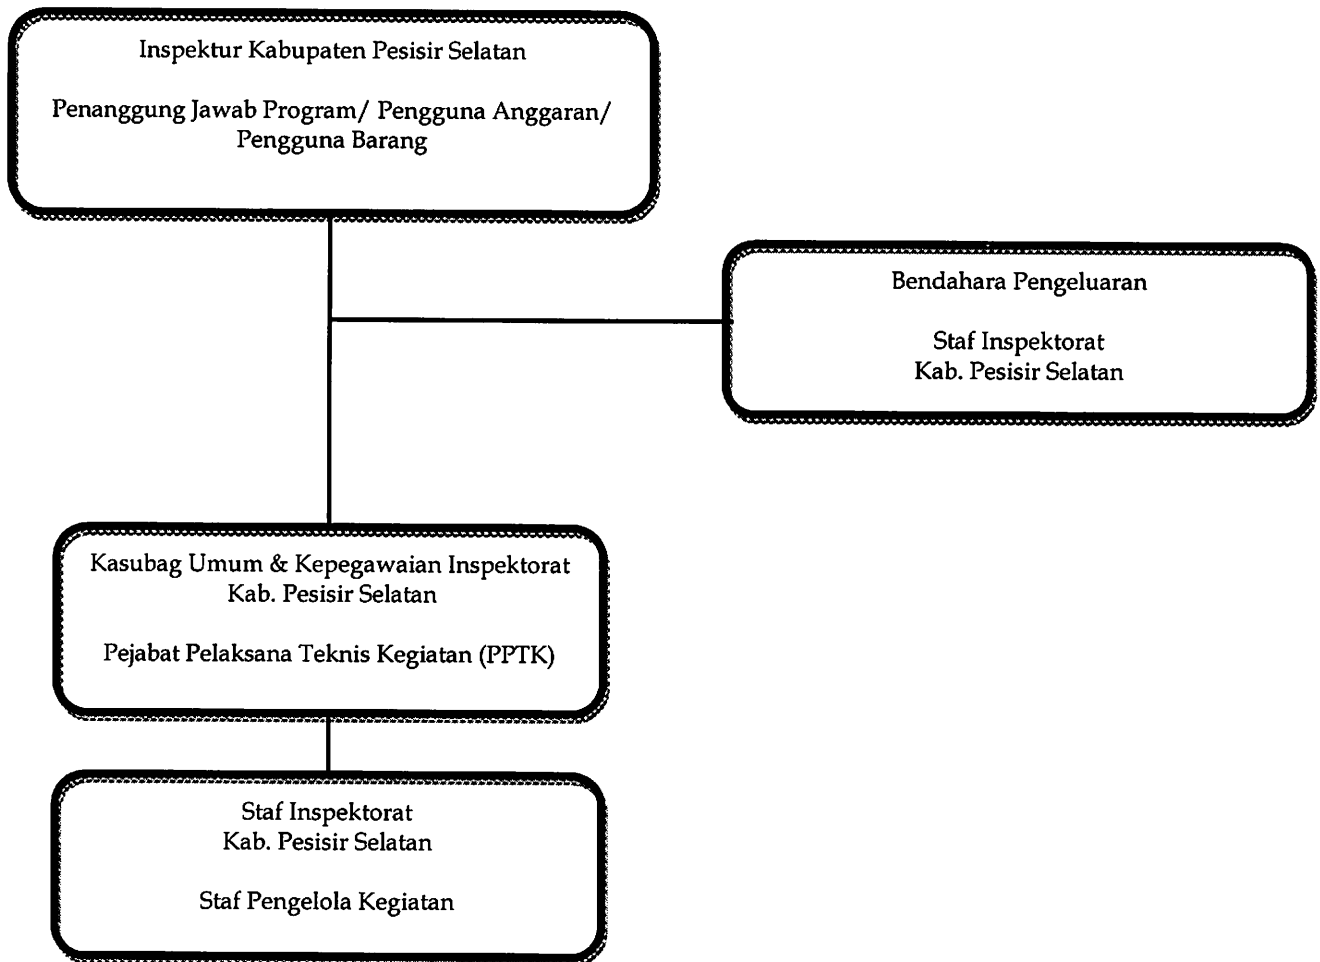 Inspektur Kabupaten Pesisir Selatan
Penanggung Jawab Program/ Pengguna Anggaran/
Pengguna Barang
Bendahara Pengeluaran
Staf Inspektorat
Kab. Pesisir Selatan
Kasubag Umum & Kepegawaian Inspektorat
Kab. Pesisir Selatan
Pejabat Pelaksana Teknis Kegiatan (PPTK)
Staf Inspektorat
Kab. Pesisir Selatan
Staf Pengelola Kegiatan